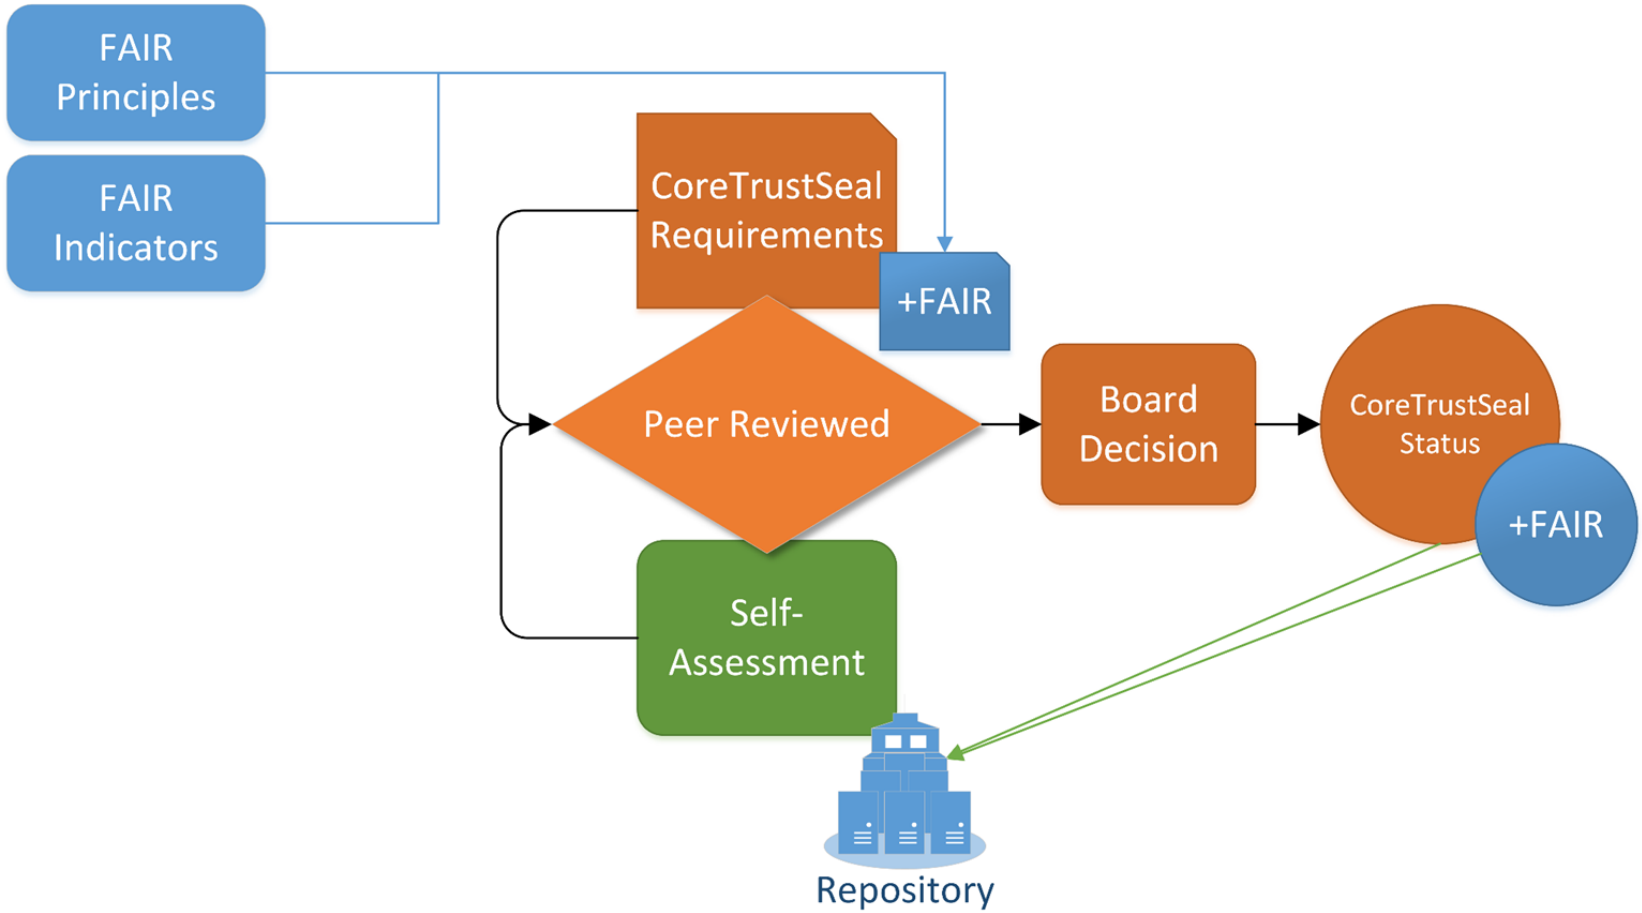 FAIR
Principles
FAIR
Indicators
CoreTrustSeal
Requirements
+FAIR
Peer Reviewed
Board
Decision
CoreTrustSeal
Status
+FAIR
Self-
Assessment
Repository